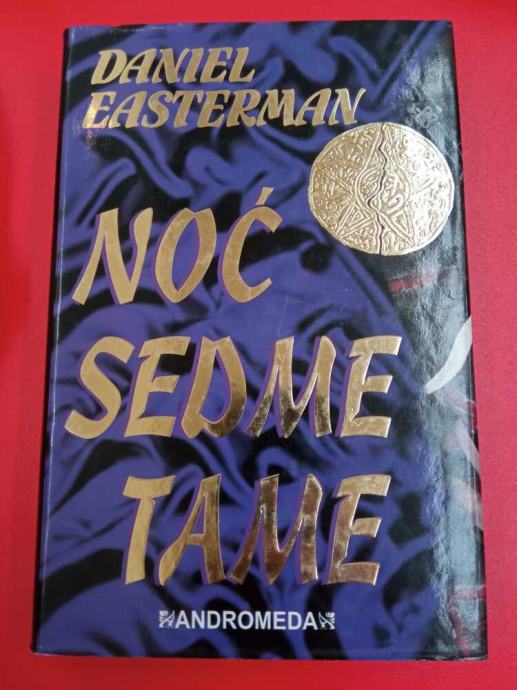 DANIEL
EASTERMAN
NOĆ
SEDME
TAME
ANDROMEDA